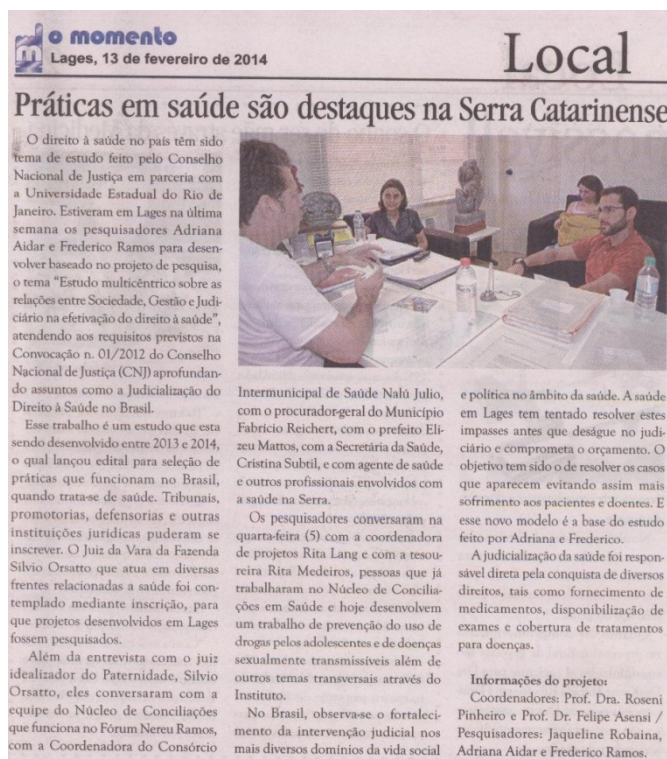 o momento
Lages, 13 de fevereiro de 2014
Local
Práticas em saúde são destaques na Serra Catarinense
O direito à saúde no país têm sido
tema de estudo feito pelo Conselho
Nacional de Justiça em parceria com
a Universidade Estadual do Rio de
Janeiro. Estiveram em Lages na última
semana os pesquisadores Adriana
Aidar e Frederico Ramos para desen-
volver baseado no projeto de pesquisa,
o tema “Estudo multicêntrico sobre as
relações entre Sociedade, Gestão e Judi-
ciário na efetivação do direito à saúde”,
atendendo aos requisitos previstos na
Convocação n. 01/2012 do Conselho
Nacional de Justiça (CNJ) aprofundan-
do assuntos como a Judicialização do
Direito à Saúde no Brasil.
Esse trabalho é um estudo que esta
sendo desenvolvido entre 2013 e 2014,
o qual lançou edital para seleção de
práticas que funcionam no Brasil,
quando trata-se de saúde. Tribunais,
promotorias, defensorias e outras
instituições jurídicas puderam se
inscrever. O Juiz da Vara da Fazenda
Silvio Orsatto que atua em diversas
frentes relacionadas a saúde foi con-
templado mediante inscrição, para
que projetos desenvolvidos em Lages
fossem pesquisados.
Além da entrevista com o juiz
idealizador do Paternidade, Silvio
Orsatto, eles conversaram com a
equipe do Núcleo de Conciliações
que funciona no Fórum Nereu Ramos,
com a Coordenadora do Consórcio
Intermunicipal de Saúde Nalú Julio,
com o procurador-geral do Município
Fabrício Reichert, com o prefeito Eli-
zeu Mattos, com a Secretária da Saúde,
Cristina Subtil, e com agente de saúde
e outros profissionais envolvidos com
a saúde na Serra.
Os pesquisadores conversaram na
quarta-feira (5) com a coordenadora
de projetos Rita Lang e com a tesou-
reira Rita Medeiros, pessoas que já
trabalharam no Núcleo de Concilia-
ções em Saúde e hoje desenvolvem
um trabalho de prevenção do uso de
drogas pelos adolescentes e de doenças
sexualmente transmissíveis além de
outros temas transversais através do
Instituto.
No Brasil, observa-se o fortaleci-
mento da intervenção judicial nos
mais diversos domínios da vida social
e política no âmbito da saúde. A saúde
em Lages tem tentado resolver estes
impasses antes que deságue no judi-
ciário e comprometa o orçamento. O
objetivo tem sido o de resolver os casos
que aparecem evitando assim mais
sofrimento aos pacientes e doentes. E
esse novo modelo é a base do estudo
feito por Adriana e Frederico.
A judicialização da saúde foi respon-
sável direta pela conquista de diversos
direitos, tais como fornecimento de
medicamentos, disponibilização de
exames e cobertura de tratamentos
para doenças.
Informações do projeto:
Coordenadores: Prof. Dra. Roseni
Pinheiro e Prof. Dr. Felipe Asensi /
Pesquisadores: Jaqueline Robaina,
Adriana Aidar e Frederico Ramos.